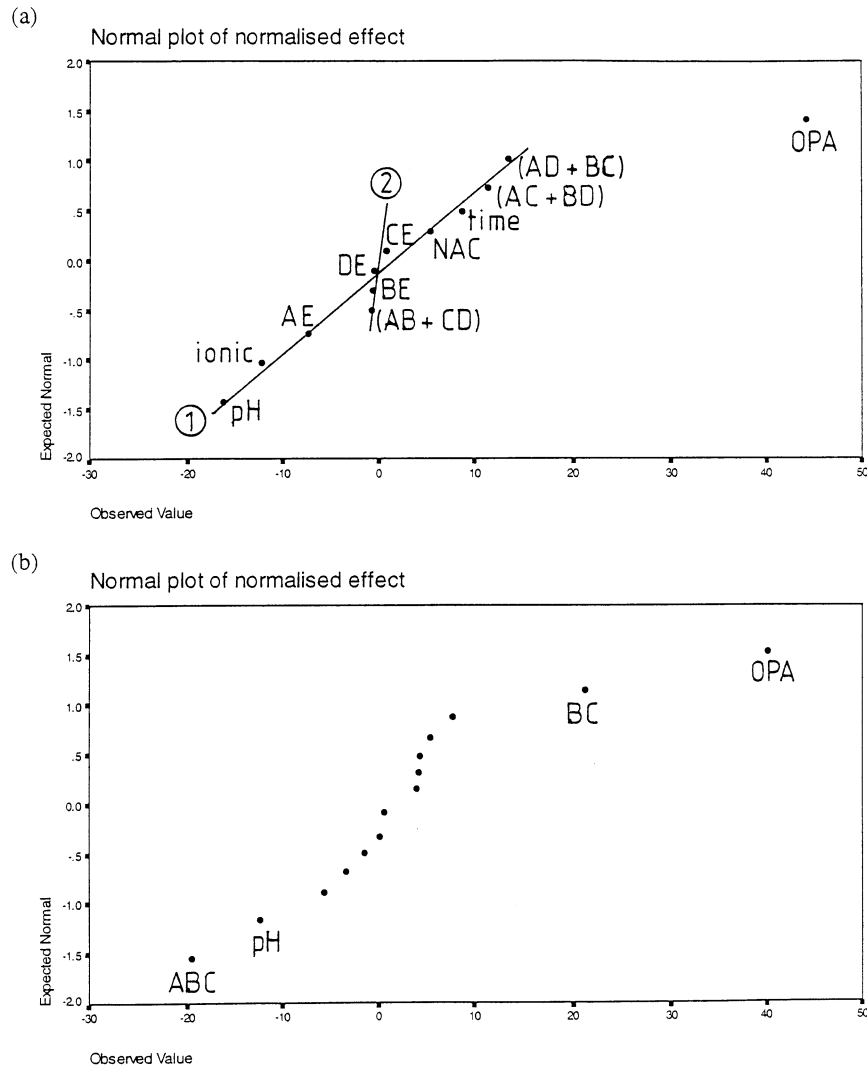 (a)
Normal plot of normalised effect
2.0
1.5
OPA
1.0
(AD + BC)
②
(AC + BD)
.5
time
CE
NAC
0.0
DE
BE
-.5
(AB + CD)
AE
-1.0
ionic
-1.5
① pH
-2.0
Expected Normal
-30 -20 -10 0 10 20 30 40 50
Observed Value
(b)
Normal plot of normalised effect
2.0
1.5
OPA
1.0
BC
.5
0.0
-.5
-1.0
pH
-1.5
ABC
-2.0
Expected Normal
-30 -20 -10 0 10 20 30 40 50
Observed Value